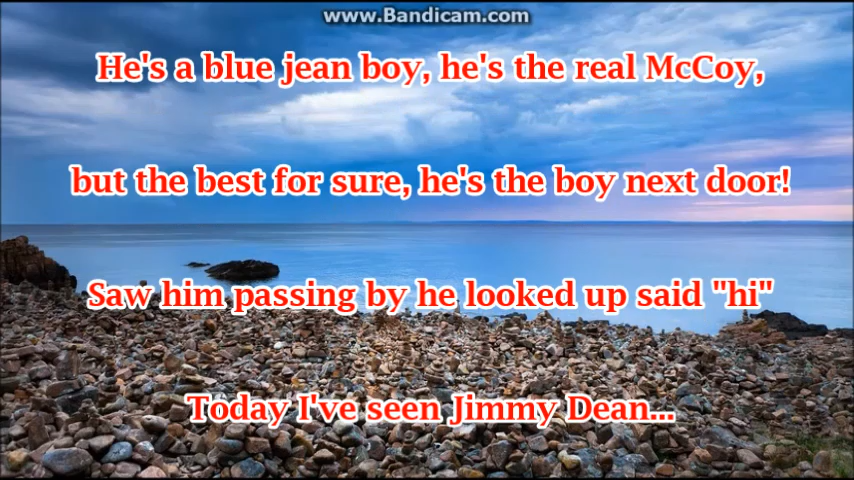 www.Bandicam.com
He's a blue jean boy, he's the real McCoy,
but the best for sure, he's the boy next door!
Saw him passing by he looked up said "hi"
Today I've seen Jimmy Dean...